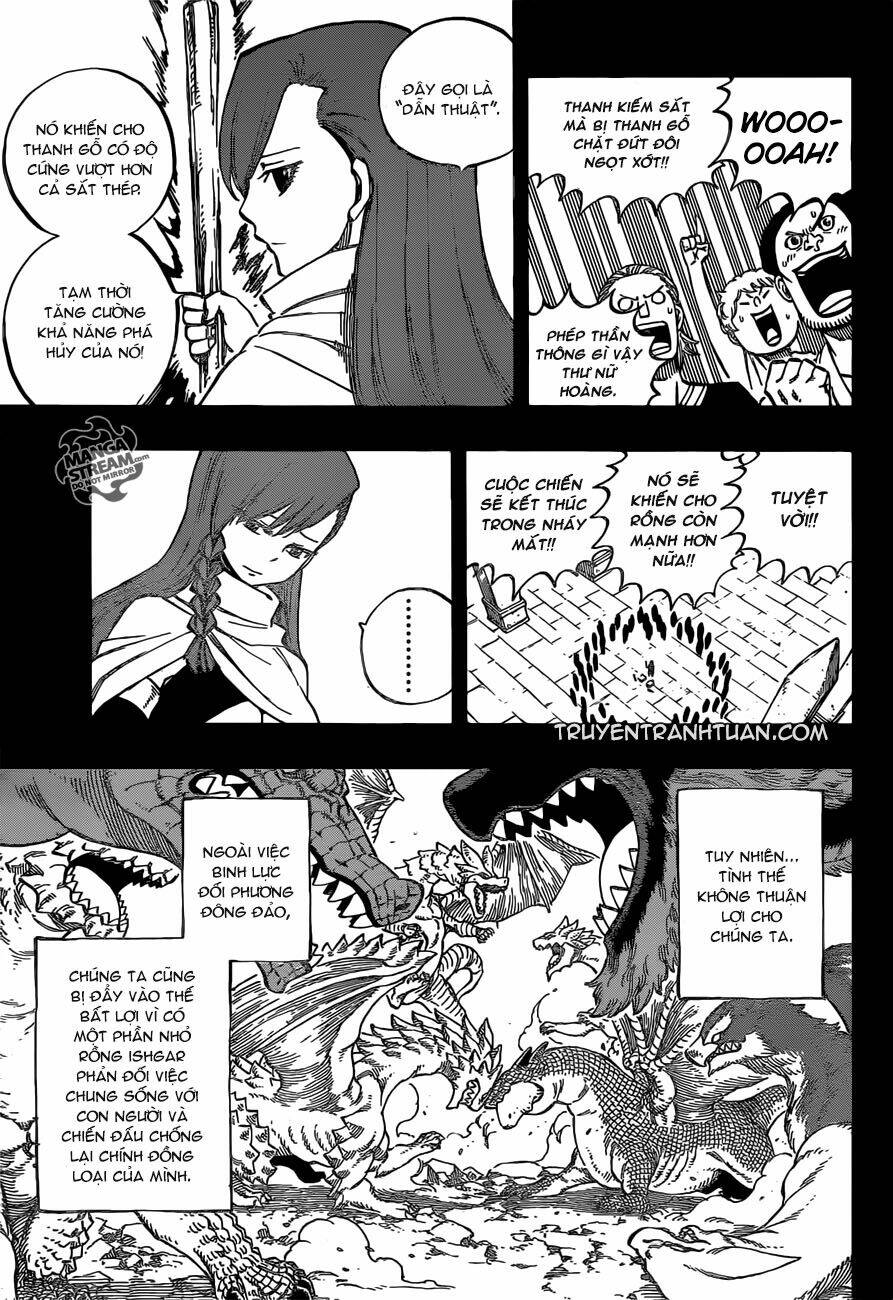 WOOO-
OOAH!
THANH KIẾM SẮT
MÀ BỊ THANH GỖ
CHẶT ĐỨT ĐÔI
NGỌT XỚT!!
PHÉP THẦN
THÔNG GÌ VẬY
THƯ NỮ
HOÀNG.
ĐÂY GỌI LÀ
"DẪN THUẬT".
NÓ KHIẾN CHO
THANH GỖ CÓ ĐỘ
CỨNG VƯỢT HƠN
CẢ SẮT THÉP.
TẠM THỜI
TĂNG CƯỜNG
KHẢ NĂNG PHÁ
HỦY CỦA NÓ!
TUYỆT
VỜI!!
NÓ SẼ
KHIẾN CHO
RỒNG CÒN
MẠNH HƠN
NỮA!!
CUỘC CHIẾN
SẼ KẾT THÚC
TRONG NHÁY
MẮT!!
TRUYENTRANHTUAN.COM
........
MANGA
STREAM.com
DO NOT MIRROR!
TUY NHIÊN...
TÌNH THẾ
KHÔNG THUẬN
LỢI CHO
CHÚNG TA.
NGOÀI VIỆC
BINH LỰC
ĐỐI PHƯƠNG
ĐÔNG ĐẢO,
CHÚNG TA CŨNG
BỊ ĐẨY VÀO THẾ
BẤT LỢI VÌ CÓ
MỘT PHẦN NHỎ
RỒNG ISHGAR
PHẢN ĐỐI VIỆC
CHUNG SỐNG VỚI
CON NGƯỜI VÀ
CHIẾN ĐẤU CHỐNG
LẠI CHÍNH ĐỒNG
LOẠI CỦA MÌNH.